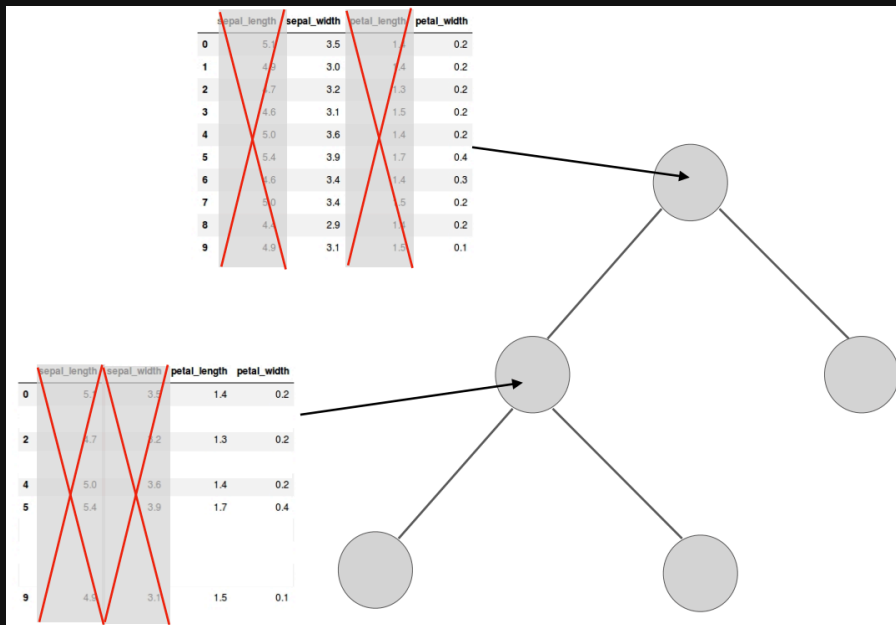 sepal_length sepal_width petal_length petal_width
0 5.1 3.5 0.2
1 4.9 3.0 1.4 0.2
2 4.7 3.2 1.3 0.2
3 4.6 3.1 1.5 0.2
4 5.0 3.6 1.4 0.2
5 5.4 3.9 1.7 0.4
6 4.6 3.4 1.4 0.3
7 5.0 3.4 1.5 0.2
8 4.4 2.9 0.2
9 4.9 3.1 1.5 0.1
sepal_length sepal_width petal_length petal_width
0 5.1 3.5 1.4 0.2
2 4.7 3.2 1.3 0.2
4 5.0 3.6 1.4 0.2
5 5.4 3.9 1.7 0.4
9 4.9 3.1 1.5 0.1